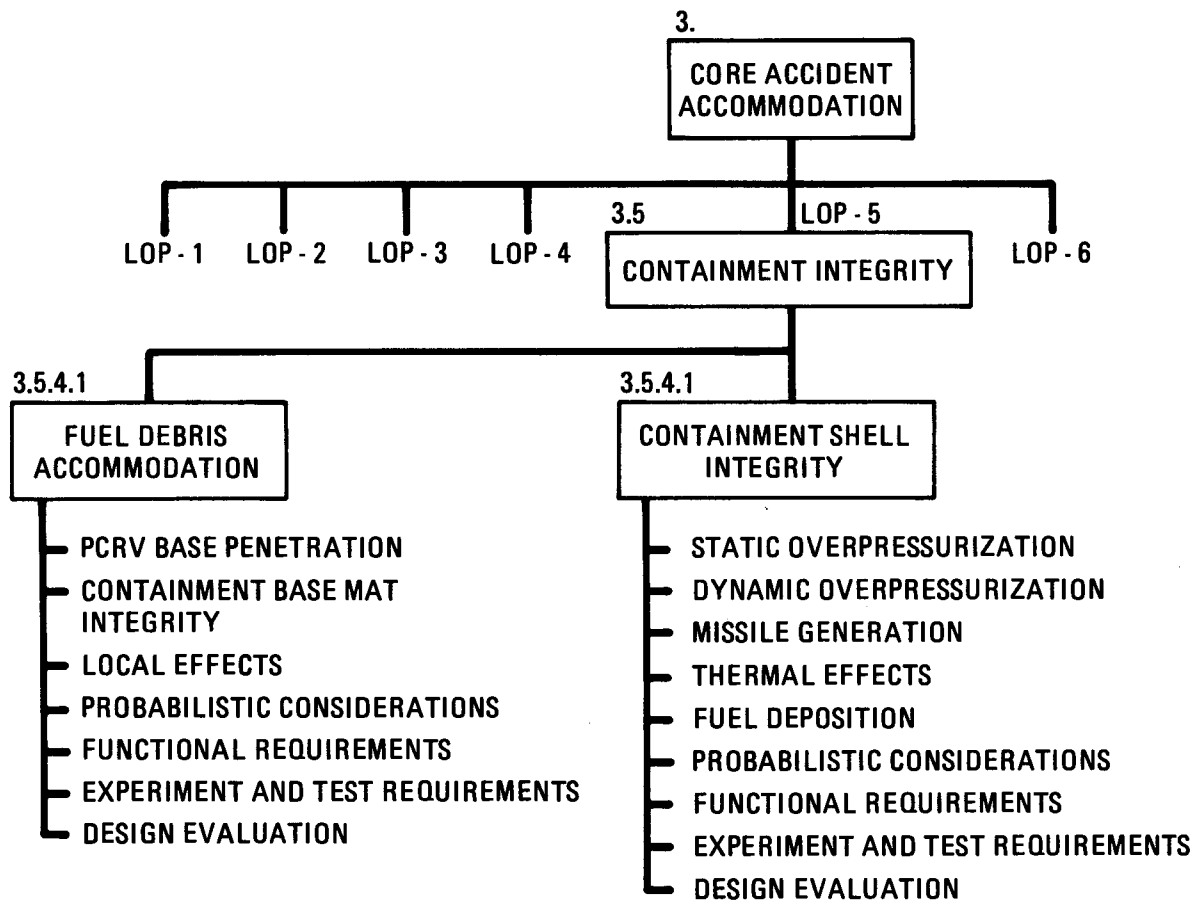 3.
CORE ACCIDENT
ACCOMMODATION
LOP - 1
LOP - 2
LOP - 3
LOP - 4
3.5
LOP - 5
CONTAINMENT INTEGRITY
LOP - 6
3.5.4.1
FUEL DEBRIS
ACCOMMODATION
PCRV BASE PENETRATION
CONTAINMENT BASE MAT
INTEGRITY
LOCAL EFFECTS
PROBABILISTIC CONSIDERATIONS
FUNCTIONAL REQUIREMENTS
EXPERIMENT AND TEST REQUIREMENTS
DESIGN EVALUATION
3.5.4.1
CONTAINMENT SHELL
INTEGRITY
STATIC OVERPRESSURIZATION
DYNAMIC OVERPRESSURIZATION
MISSILE GENERATION
THERMAL EFFECTS
FUEL DEPOSITION
PROBABILISTIC CONSIDERATIONS
FUNCTIONAL REQUIREMENTS
EXPERIMENT AND TEST REQUIREMENTS
DESIGN EVALUATION